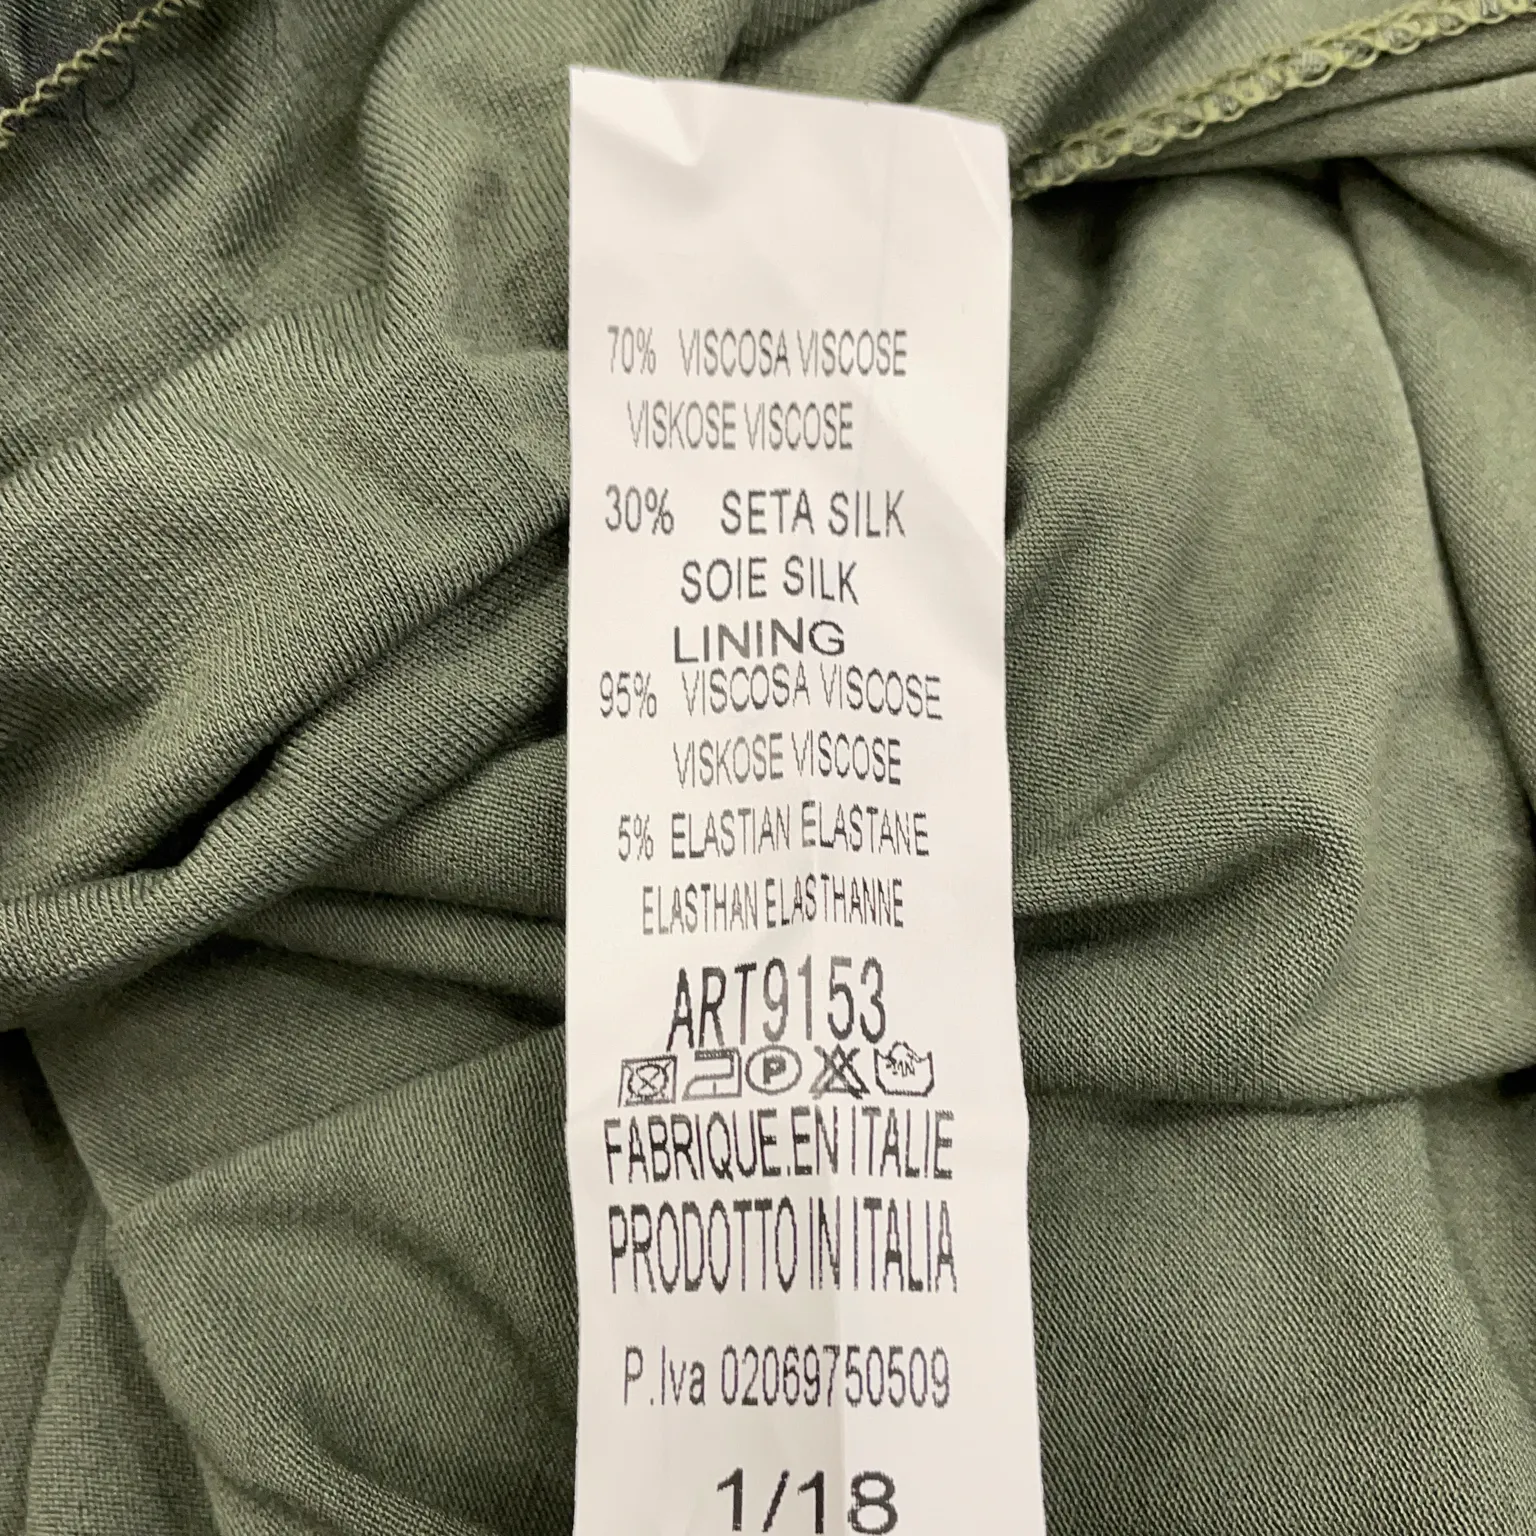 70% VISCOSA VISCOSE
VISKOSE VISCOSE
30% SETA SILK
SOIE SILK
LINING
95% VISCOSA VISCOSE
VISKOSE VISCOSE
5% ELASTIAN ELASTANE
ELASTHAN ELASTHANNE
ART9153
P
FABRIQUE.EN ITALIE
PRODOTTO IN ITALIA
P.Iva 02069750509
1/18